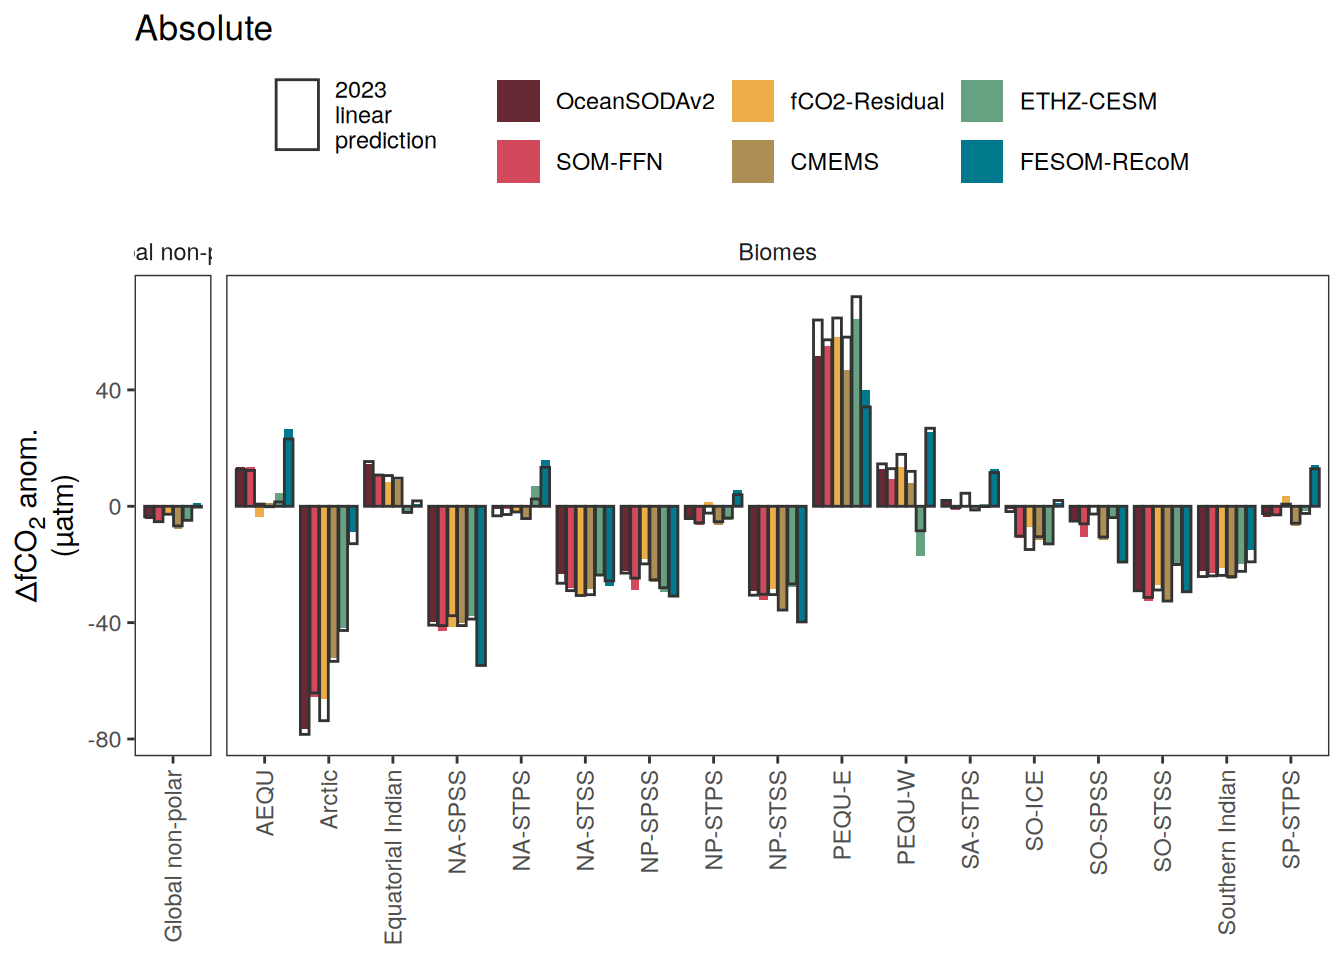 Absolute
2023
linear
prediction
OceanSODAv2
fCO2-Residual
ETHZ-CESM
SOM-FFN
CMEMS
FESOM-REcoM
al non-p
Biomes
ΔfCO₂ anom.
(µatm)
40
0
-40
-80
Global non-polar
AEQU
Arctic
Equatorial Indian
NA-SPSS
NA-STPS
NA-STSS
NP-SPSS
NP-STPS
NP-STSS
PEQU-E
PEQU-W
SA-STPS
SO-ICE
SO-SPSS
SO-STSS
Southern Indian
SP-STPS